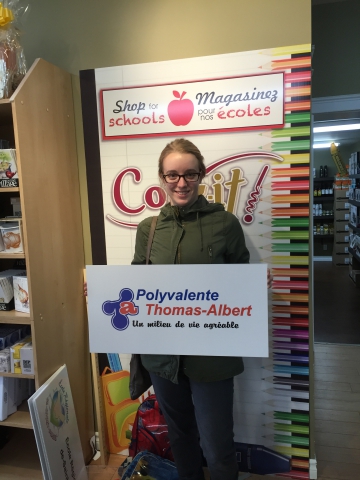 Shop for Magasinez
schools pour nos écoles
Polyvalente
Thomas-Albert
Un milieu de vie agréable